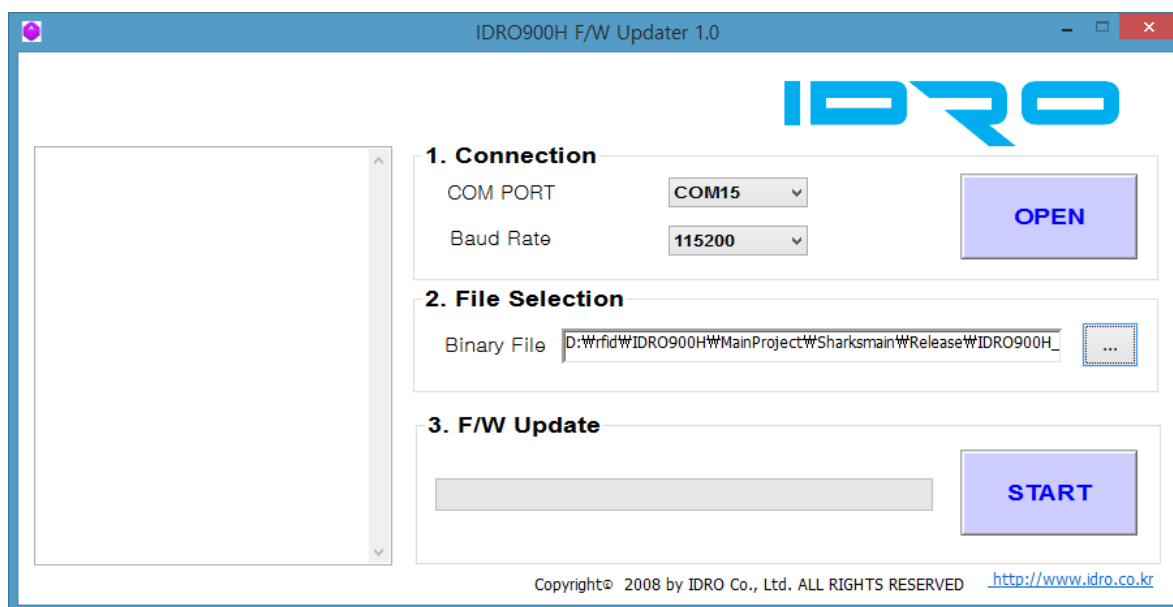 IDRO900H F/W Updater 1.0
IDRO
1. Connection
COM PORT
COM15
OPEN
Baud Rate
115200
2. File Selection
Binary File
D:₩rfid₩IDRO900H₩MainProject₩Sharksmain₩Release₩IDRO900H_
...
3. F/W Update
START
Copyright© 2008 by IDRO Co., Ltd. ALL RIGHTS RESERVED
http://www.idro.co.kr